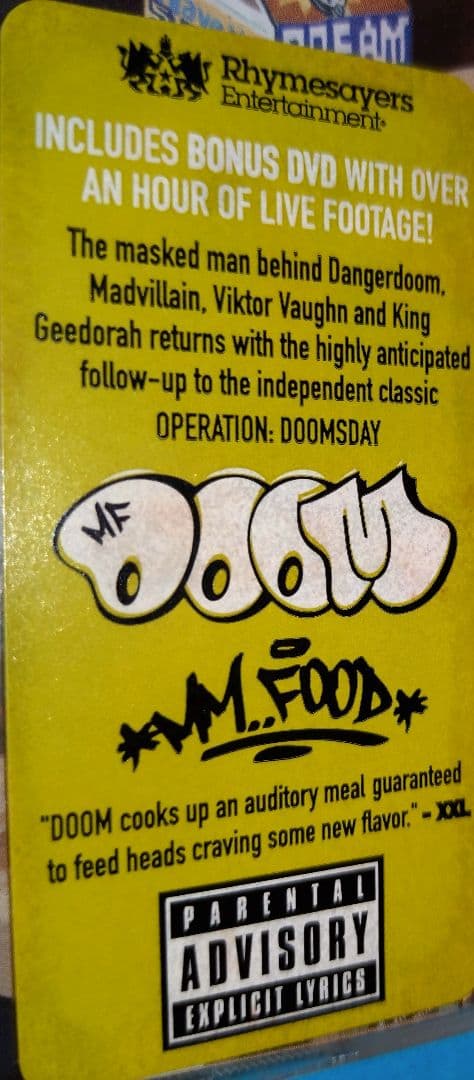 DREAM
Rhymesayers
Entertainment
INCLUDES BONUS DVD WITH OVER
AN HOUR OF LIVE FOOTAGE!
The masked man behind Dangerdoom,
Madvillain, Viktor Vaughn and King
Geedorah returns with the highly anticipated
follow-up to the independent classic
OPERATION: DOOMSDAY
MF DOOM
MM..FOOD
"DOOM cooks up an auditory meal guaranteed
to feed heads craving some new flavor." - XXL
PARENTAL
ADVISORY
EXPLICIT LYRICS